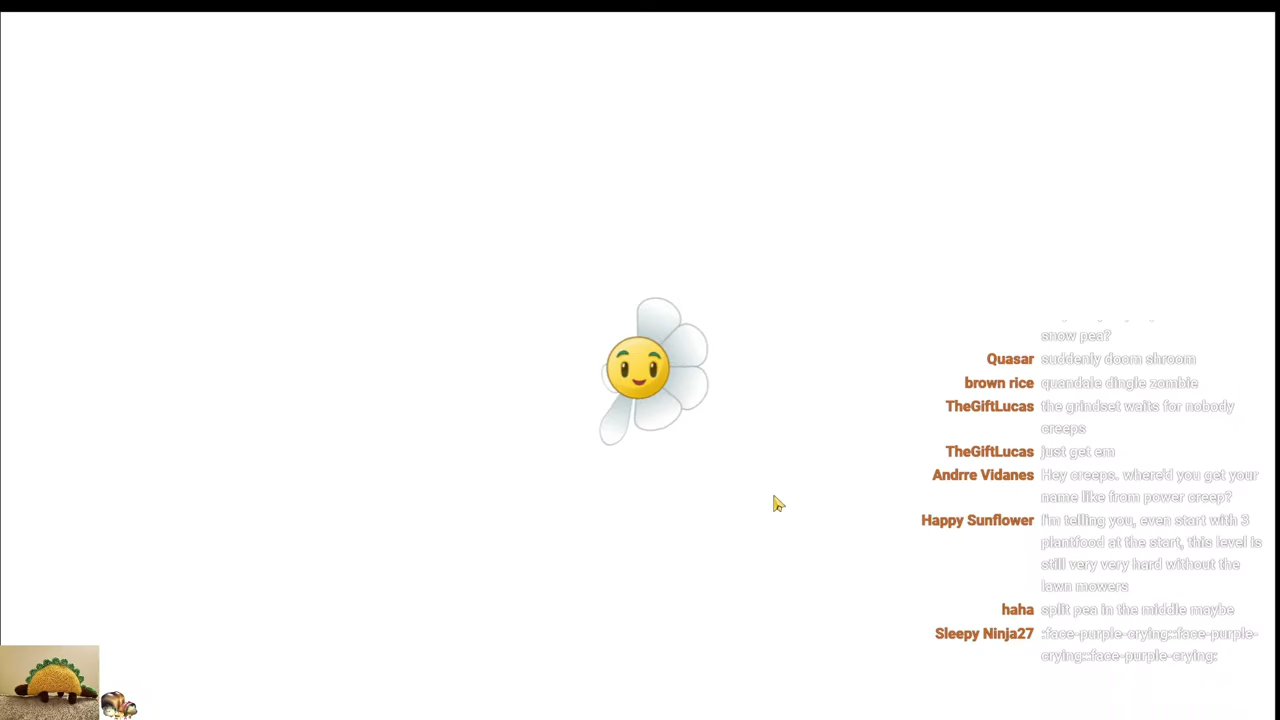 snow pea?
Quasar suddenly doom shroom
brown rice quandale dingle zombie
TheGiftLucas the grindset waits for nobody
creeps
TheGiftLucas just get em
Andrre Vidanes Hey creeps. where'd you get your
name like from power creep?
Happy Sunflower I'm telling you, even start with 3
plantfood at the start, this level is
still very very hard without the
lawn mowers
haha split pea in the middle maybe
Sleepy Ninja27 :face-purple-crying::face-purple-
crying::face-purple-crying: